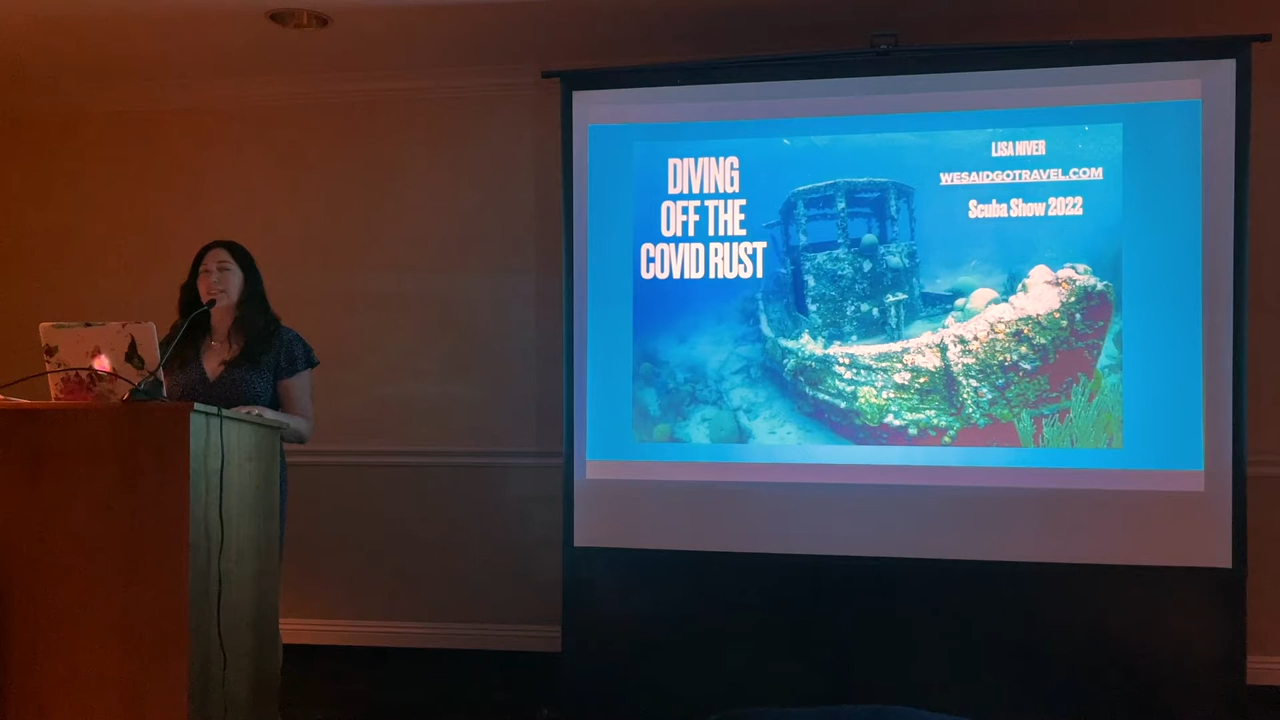 DIVING
OFF THE
COVID RUST
LISA NIVER
WESAIDGOTRAVEL.COM
Scuba Show 2022